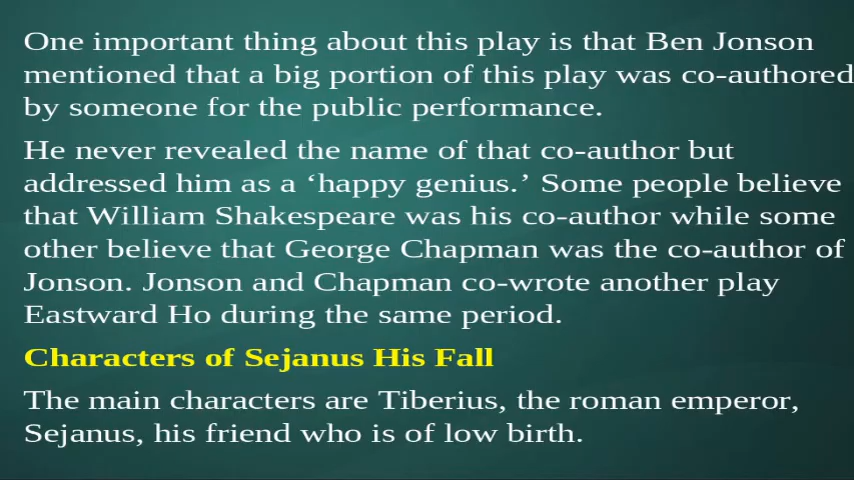 One important thing about this play is that Ben Jonson
mentioned that a big portion of this play was co-authored
by someone for the public performance.
He never revealed the name of that co-author but
addressed him as a ‘happy genius.’ Some people believe
that William Shakespeare was his co-author while some
other believe that George Chapman was the co-author of
Jonson. Jonson and Chapman co-wrote another play
Eastward Ho during the same period.
Characters of Sejanus His Fall
The main characters are Tiberius, the roman emperor,
Sejanus, his friend who is of low birth.